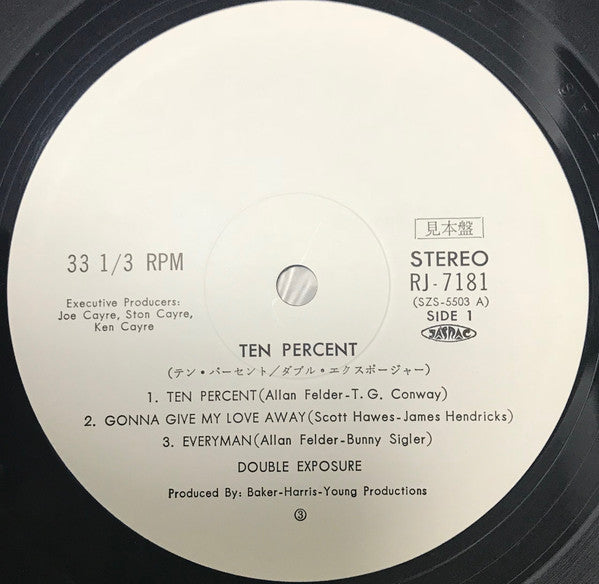 見本盤
33 1/3 RPM
STEREO
RJ-7181
(SZS-5503 A)
SIDE 1
JASRAC
Executive Producers:
Joe Cayre, Ston Cayre,
Ken Cayre
TEN PERCENT
(テン・パーセント/ダブル・エクスポージャー)
1. TEN PERCENT(Allan Felder-T. G. Conway)
2. GONNA GIVE MY LOVE AWAY(Scott Hawes-James Hendricks)
3. EVERYMAN(Allan Felder-Bunny Sigler)
DOUBLE EXPOSURE
Produced By: Baker-Harris-Young Productions
③